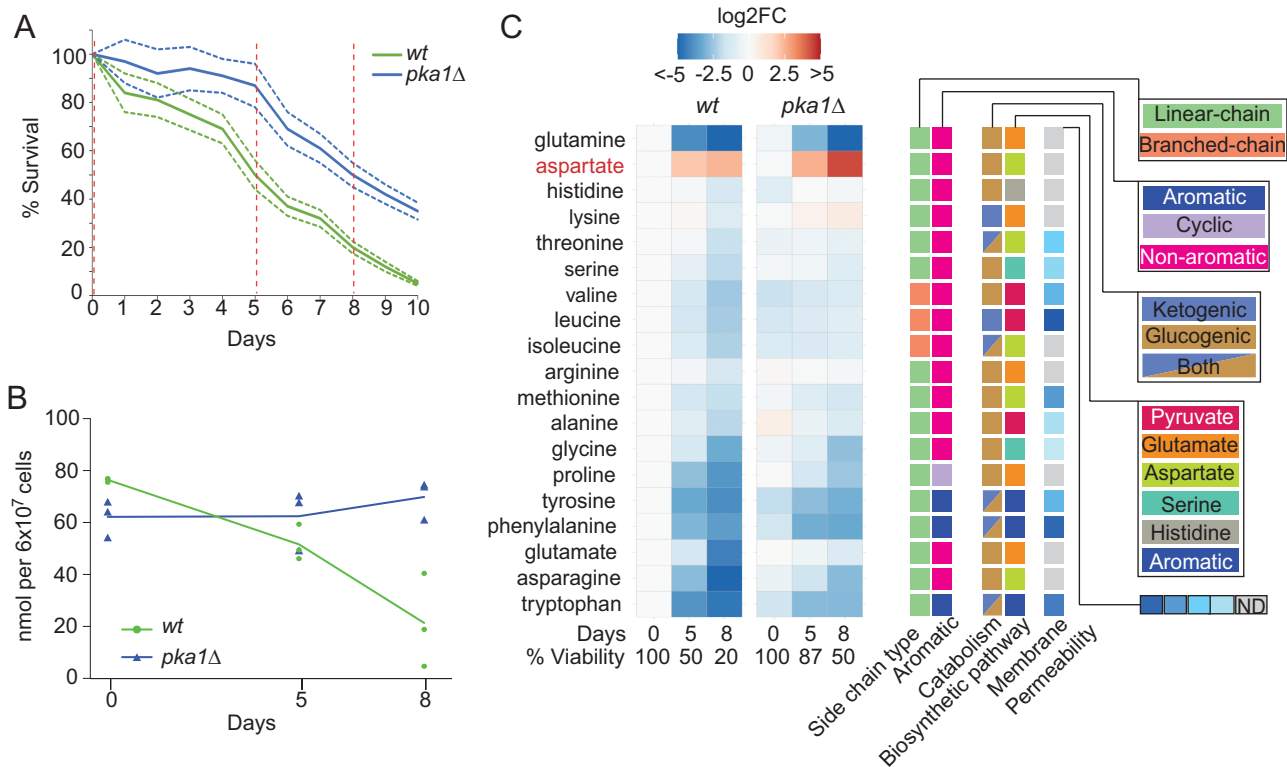 A
% Survival
100
80
60
40
20
0
0 1 2 3 4 5 6 7 8 9 10
Days
wt
pka1Δ
B
nmol per 6x10⁷ cells
100
80
60
40
20
0
0 5 8
Days
wt
pka1Δ
C
log2FC
<-5 -2.5 0 2.5 >5
wt pka1Δ
glutamine
aspartate
histidine
lysine
threonine
serine
valine
leucine
isoleucine
arginine
methionine
alanine
glycine
proline
tyrosine
phenylalanine
glutamate
asparagine
tryptophan
Days 0 5 8 0 5 8
% Viability 100 50 20 100 87 50
Side chain type
Aromatic
Catabolism
Biosynthetic pathway
Membrane
Permeability
Linear-chain
Branched-chain
Aromatic
Cyclic
Non-aromatic
Ketogenic
Glucogenic
Both
Pyruvate
Glutamate
Aspartate
Serine
Histidine
Aromatic
ND